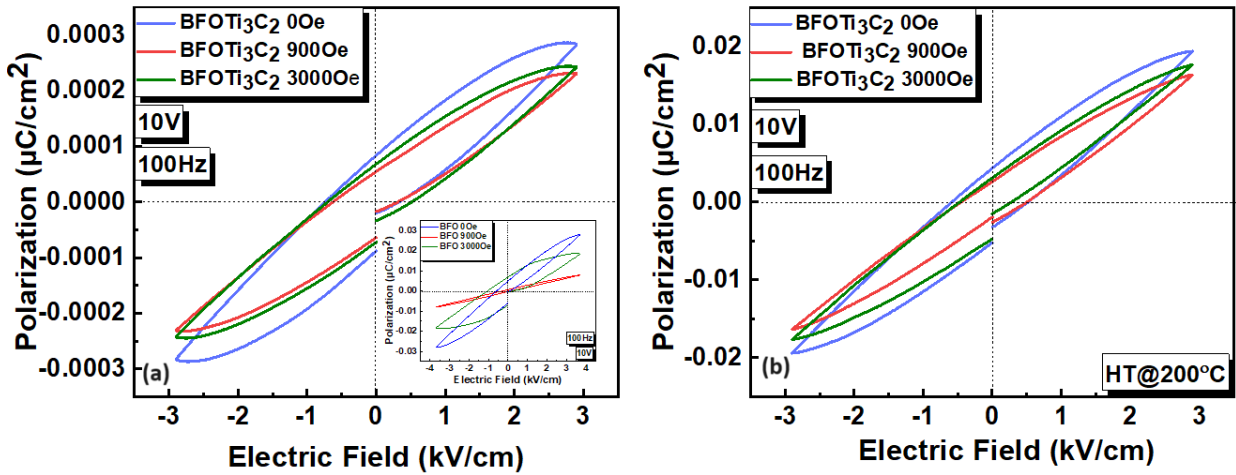 BFOTi₃C₂ 0Oe
BFOTi₃C₂ 900Oe
BFOTi₃C₂ 3000Oe
10V
100Hz
Polarization (µC/cm²)
0.0003
0.0002
0.0001
0.0000
-0.0001
-0.0002
-0.0003
(a)
-3 -2 -1 0 1 2 3
Electric Field (kV/cm)
BFO 0Oe
BFO 900Oe
BFO 3000Oe
Polarization (µC/cm²)
0.03
0.02
0.01
0.00
-0.01
-0.02
-0.03
100Hz
10V
-4 -3 -2 -1 0 1 2 3 4
Electric Field (kV/cm)
BFOTi₃C₂ 0Oe
BFOTi₃C₂ 900Oe
BFOTi₃C₂ 3000Oe
10V
100Hz
Polarization (µC/cm²)
0.02
0.01
0.00
-0.01
-0.02
(b)
HT@200°C
-3 -2 -1 0 1 2 3
Electric Field (kV/cm)